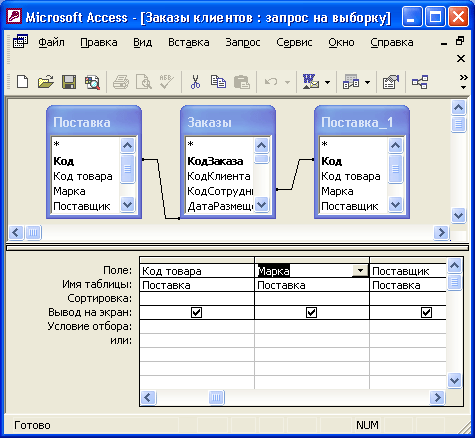 Microsoft Access - [Заказы клиентов : запрос на выборку]
Файл Правка Вид Вставка Запрос Сервис Окно Справка
Поставка Заказы Поставка_1
* * *
Код КодЗаказа Код
Код товара КодКлиента Код товара
Марка КодСотрудн Марка
Поставщик ДатаРазмещ Поставщик
Поле: Код товара Марка Поставщик
Имя таблицы: Поставка Поставка Поставка
Сортировка:
Вывод на экран:
Условие отбора:
или:
Готово NUM